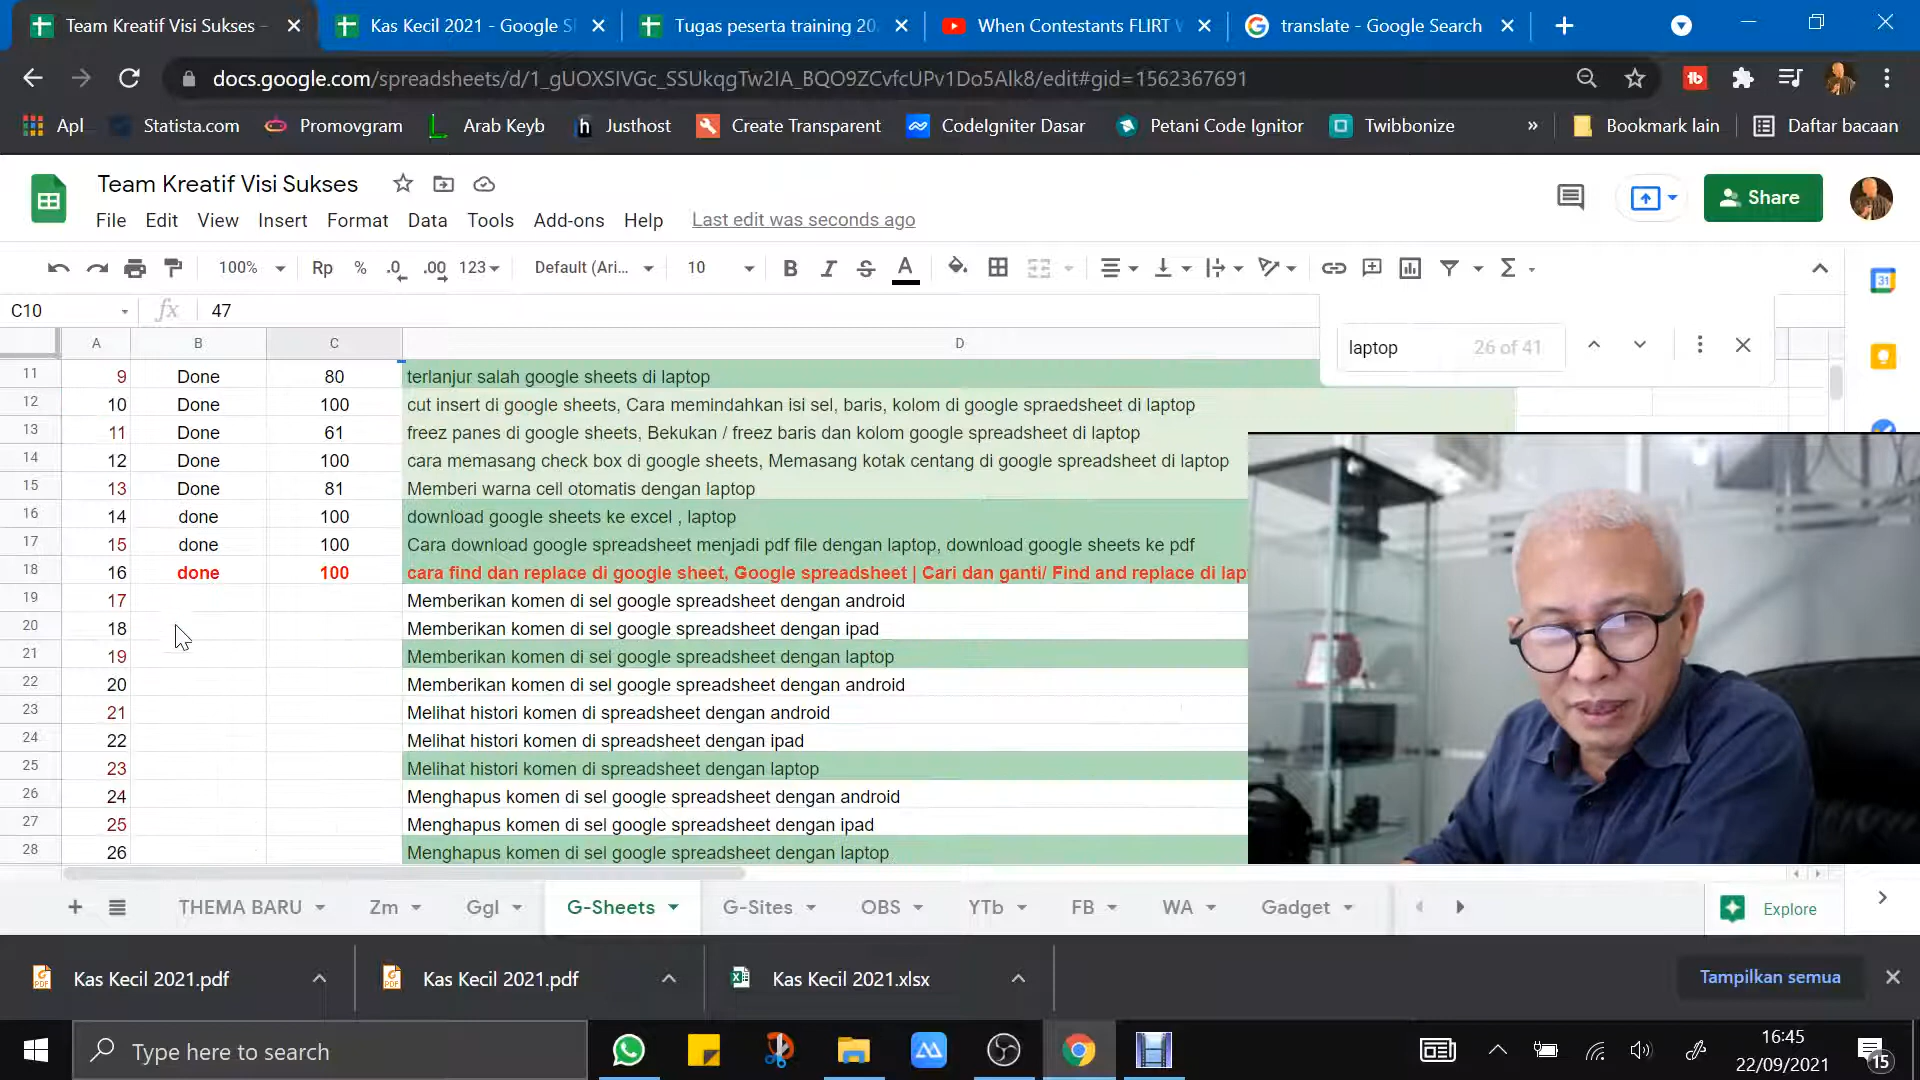 Team Kreatif Visi Sukses -
Kas Kecil 2021 - Google S
Tugas peserta training 20
When Contestants FLIRT
translate - Google Search
docs.google.com/spreadsheets/d/1_gUOXSIVGc_SSUkqgTw2IA_BQO9ZCvfcUPv1Do5Alk8/edit#gid=1562367691
Apl
Statista.com
Promovgram
Arab Keyb
Justhost
Create Transparent
CodeIgniter Dasar
Petani Code Ignitor
Twibbonize
»
Bookmark lain
Daftar bacaan
Team Kreatif Visi Sukses
Share
File Edit View Insert Format Data Tools Add-ons Help Last edit was seconds ago
100% Rp % .0 .00 123 Default (Ari... 10 B I S A Σ
C10 fx 47
laptop 26 of 41
A B C D
11 9 Done 80 terlanjur salah google sheets di laptop
12 10 Done 100 cut insert di google sheets, Cara memindahkan isi sel, baris, kolom di google spraedsheet di laptop
13 11 Done 61 freez panes di google sheets, Bekukan / freez baris dan kolom google spreadsheet di laptop
14 12 Done 100 cara memasang check box di google sheets, Memasang kotak centang di google spreadsheet di laptop
15 13 Done 81 Memberi warna cell otomatis dengan laptop
16 14 done 100 download google sheets ke excel , laptop
17 15 done 100 Cara download google spreadsheet menjadi pdf file dengan laptop, download google sheets ke pdf
18 16 done 100 cara find dan replace di google sheet, Google spreadsheet | Cari dan ganti/ Find and replace di lap
19 17 Memberikan komen di sel google spreadsheet dengan android
20 18 Memberikan komen di sel google spreadsheet dengan ipad
21 19 Memberikan komen di sel google spreadsheet dengan laptop
22 20 Memberikan komen di sel google spreadsheet dengan android
23 21 Melihat histori komen di spreadsheet dengan android
24 22 Melihat histori komen di spreadsheet dengan ipad
25 23 Melihat histori komen di spreadsheet dengan laptop
26 24 Menghapus komen di sel google spreadsheet dengan android
27 25 Menghapus komen di sel google spreadsheet dengan ipad
28 26 Menghapus komen di sel google spreadsheet dengan laptop
THEMA BARU Zm Ggl G-Sheets G-Sites OBS YTb FB WA Gadget
Explore
Kas Kecil 2021.pdf
Kas Kecil 2021.pdf
Kas Kecil 2021.xlsx
Tampilkan semua
Type here to search
16:45
22/09/2021
15